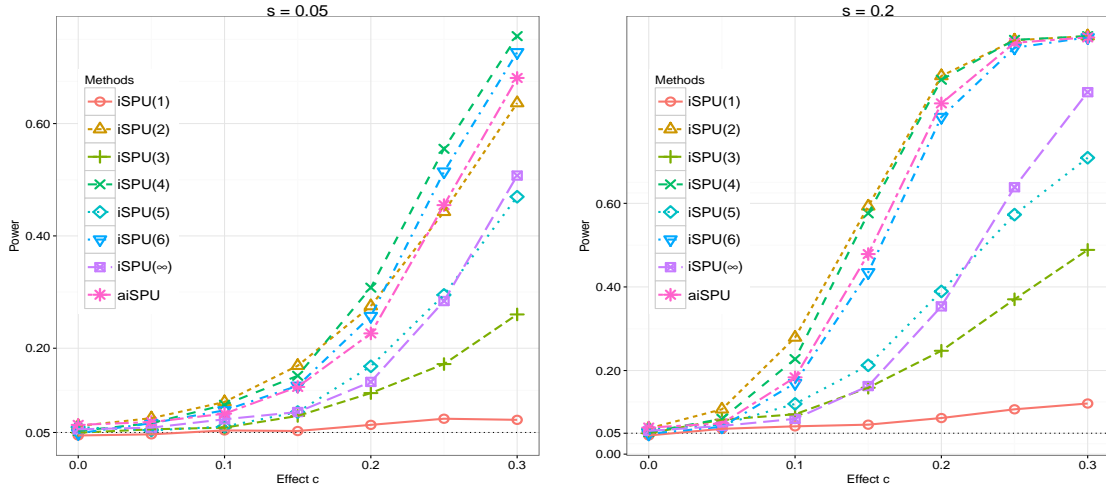 s = 0.05
Power
0.60
0.40
0.20
0.05
Methods
iSPU(1)
iSPU(2)
iSPU(3)
iSPU(4)
iSPU(5)
iSPU(6)
iSPU(∞)
aiSPU
0.0
0.1
0.2
0.3
Effect c
s = 0.2
Power
0.60
0.40
0.20
0.05
0.00
Methods
iSPU(1)
iSPU(2)
iSPU(3)
iSPU(4)
iSPU(5)
iSPU(6)
iSPU(∞)
aiSPU
0.0
0.1
0.2
0.3
Effect c